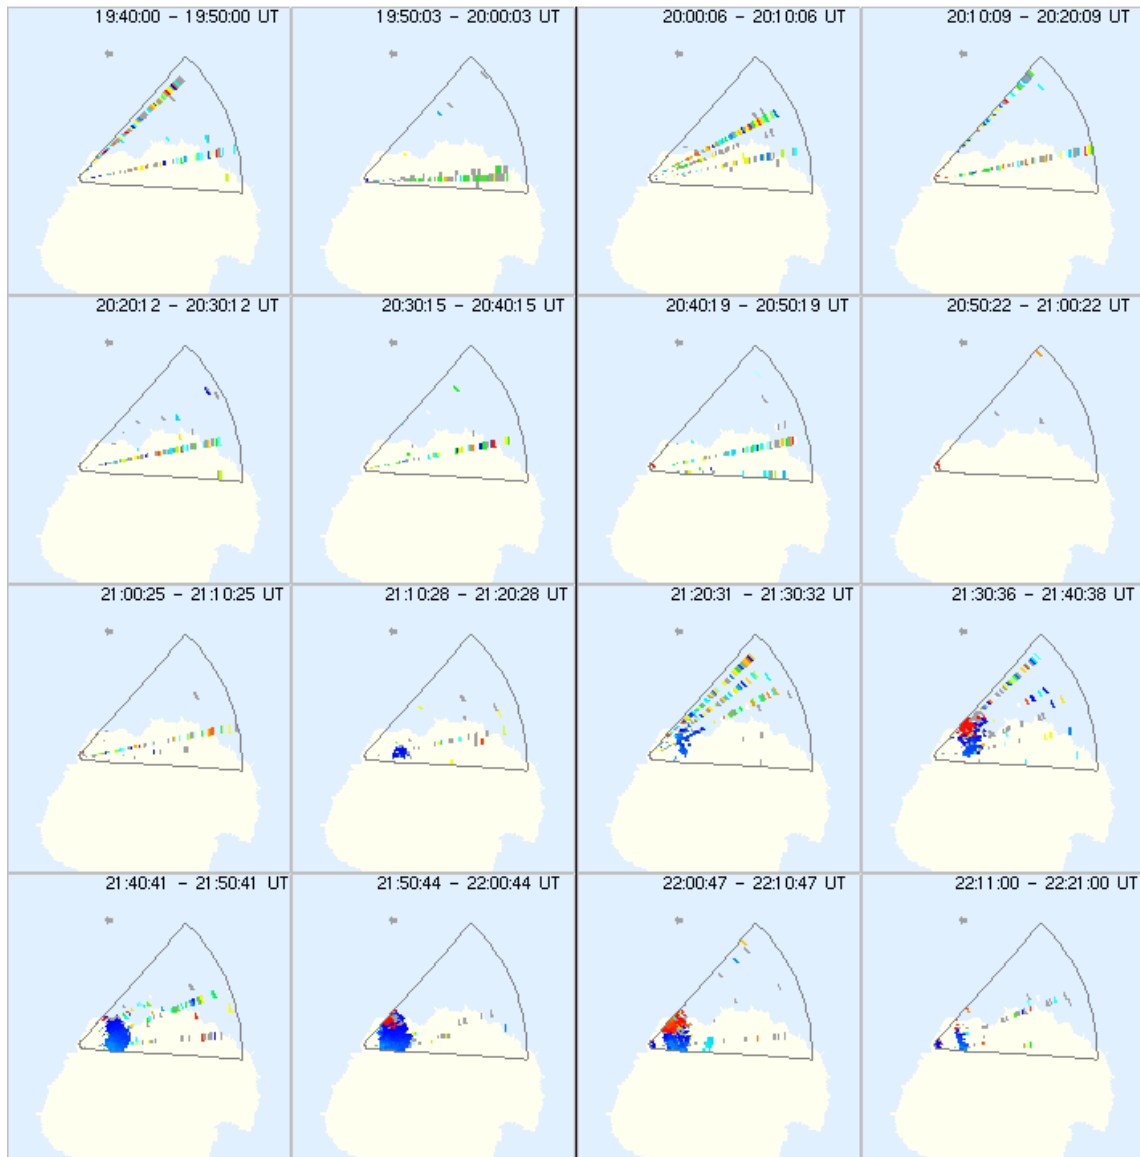 19:40:00 - 19:50:00 UT
19:50:03 - 20:00:03 UT
20:00:06 - 20:10:06 UT
20:10:09 - 20:20:09 UT
20:20:12 - 20:30:12 UT
20:30:15 - 20:40:15 UT
20:40:19 - 20:50:19 UT
20:50:22 - 21:00:22 UT
21:00:25 - 21:10:25 UT
21:10:28 - 21:20:28 UT
21:20:31 - 21:30:32 UT
21:30:36 - 21:40:38 UT
21:40:41 - 21:50:41 UT
21:50:44 - 22:00:44 UT
22:00:47 - 22:10:47 UT
22:11:00 - 22:21:00 UT